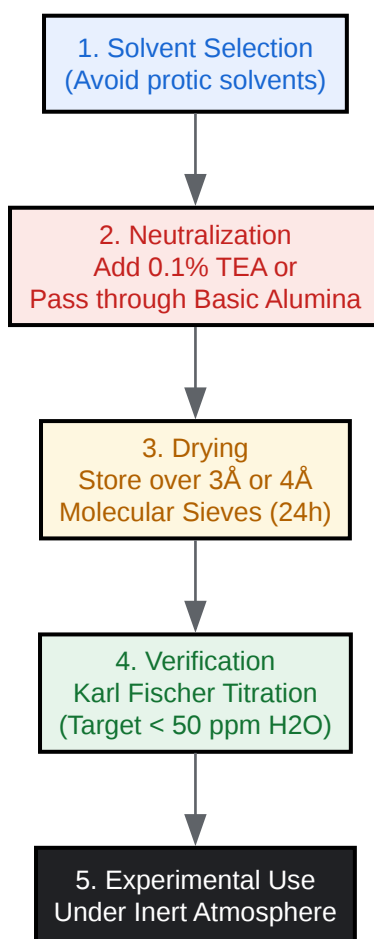 1. Solvent Selection
(Avoid protic solvents)
2. Neutralization
Add 0.1% TEA or
Pass through Basic Alumina
3. Drying
Store over 3Å or 4Å
Molecular Sieves (24h)
4. Verification
Karl Fischer Titration
(Target < 50 ppm H2O)
5. Experimental Use
Under Inert Atmosphere